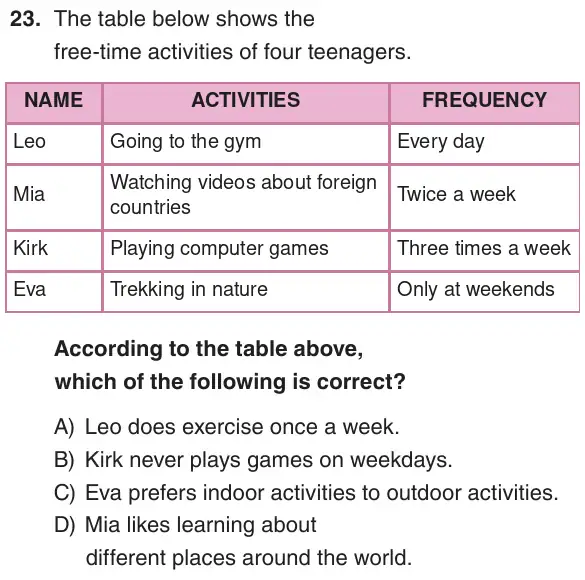 23. The table below shows the
free-time activities of four teenagers.
NAME ACTIVITIES FREQUENCY
Leo Going to the gym Every day
Mia Watching videos about foreign countries Twice a week
Kirk Playing computer games Three times a week
Eva Trekking in nature Only at weekends
According to the table above,
which of the following is correct?
A) Leo does exercise once a week.
B) Kirk never plays games on weekdays.
C) Eva prefers indoor activities to outdoor activities.
D) Mia likes learning about
different places around the world.